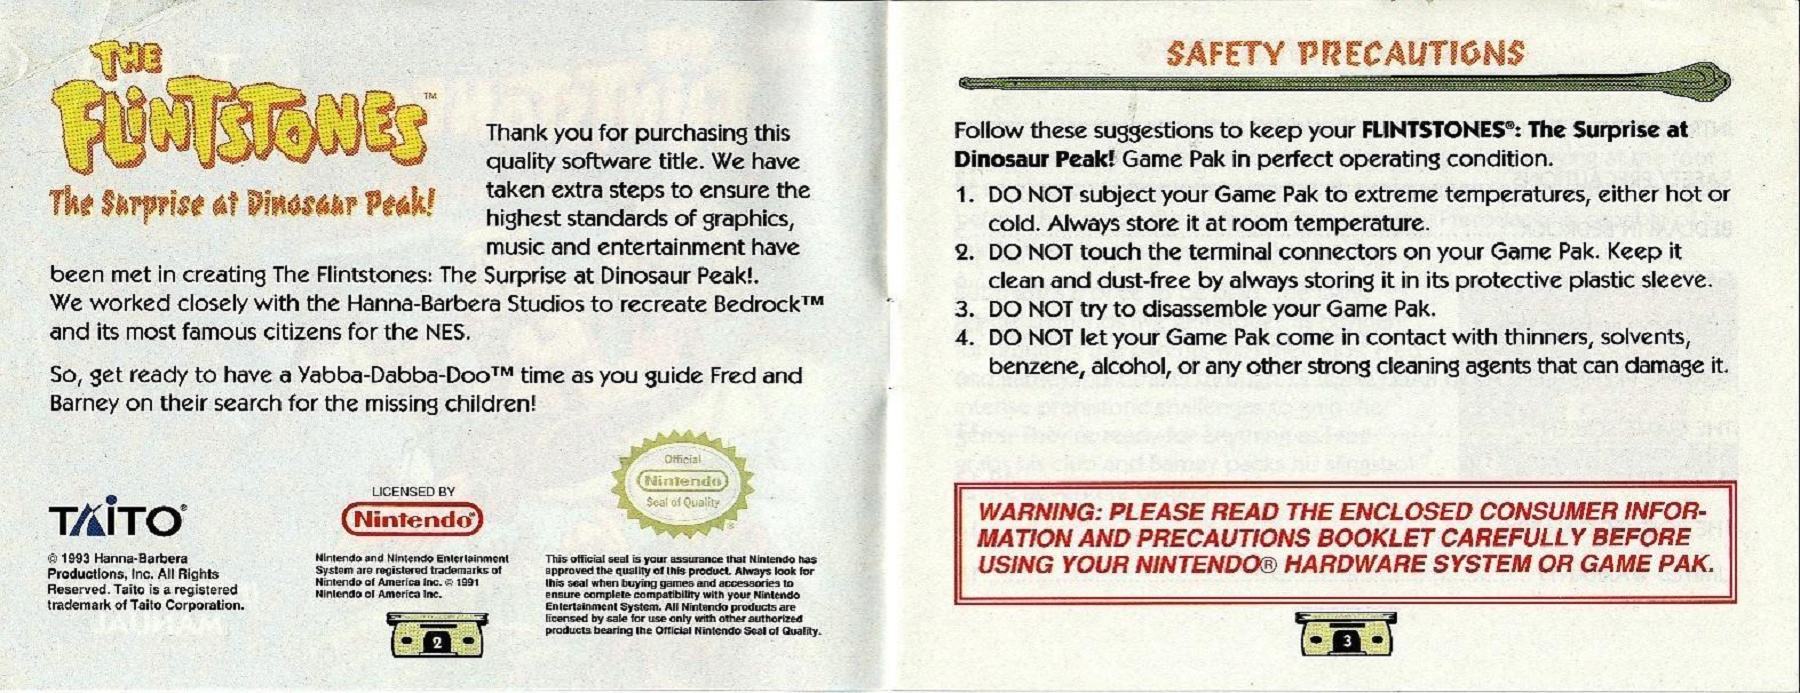 THE
FLINTSTONES™
The Surprise at Dinosaur Peak!
Thank you for purchasing this
quality software title. We have
taken extra steps to ensure the
highest standards of graphics,
music and entertainment have
been met in creating The Flintstones: The Surprise at Dinosaur Peak!.
We worked closely with the Hanna-Barbera Studios to recreate Bedrock™
and its most famous citizens for the NES.
So, get ready to have a Yabba-Dabba-Doo™ time as you guide Fred and
Barney on their search for the missing children!
TAITO®
© 1993 Hanna-Barbera
Productions, Inc. All Rights
Reserved. Taito is a registered
trademark of Taito Corporation.
LICENSED BY
Nintendo®
Nintendo and Nintendo Entertainment
System are registered trademarks of
Nintendo of America Inc. © 1991
Nintendo of America Inc.
Official
Nintendo
Seal of Quality
®
This official seal is your assurance that Nintendo has
approved the quality of this product. Always look for
this seal when buying games and accessories to
ensure complete compatibility with your Nintendo
Entertainment System. All Nintendo products are
licensed by sale for use only with other authorized
products bearing the Official Nintendo Seal of Quality.
2
SAFETY PRECAUTIONS
Follow these suggestions to keep your FLINTSTONES®: The Surprise at
Dinosaur Peak! Game Pak in perfect operating condition.
1. DO NOT subject your Game Pak to extreme temperatures, either hot or
cold. Always store it at room temperature.
2. DO NOT touch the terminal connectors on your Game Pak. Keep it
clean and dust-free by always storing it in its protective plastic sleeve.
3. DO NOT try to disassemble your Game Pak.
4. DO NOT let your Game Pak come in contact with thinners, solvents,
benzene, alcohol, or any other strong cleaning agents that can damage it.
WARNING: PLEASE READ THE ENCLOSED CONSUMER INFOR-
MATION AND PRECAUTIONS BOOKLET CAREFULLY BEFORE
USING YOUR NINTENDO® HARDWARE SYSTEM OR GAME PAK.
3